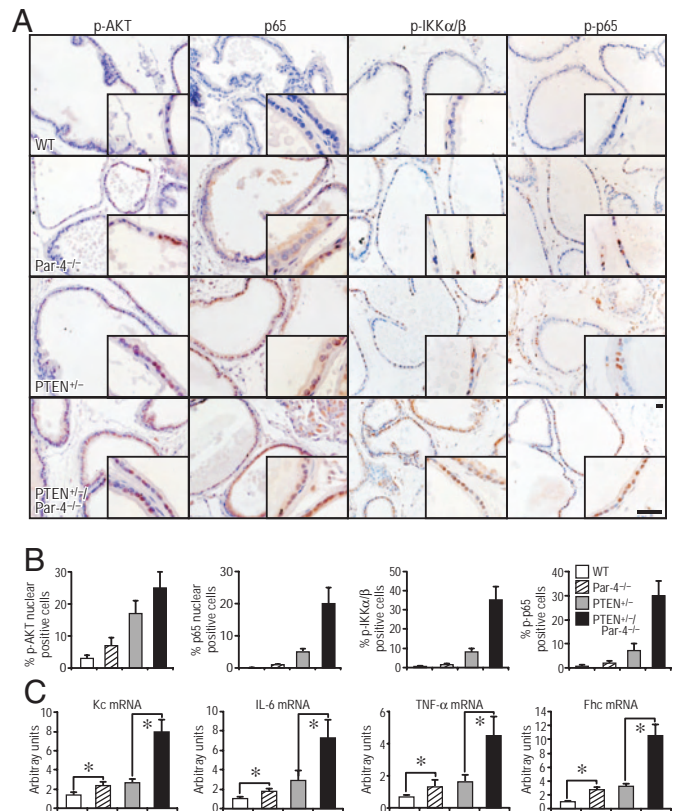 A
p-AKT p65 p-IKKα/β p-p65
WT
Par-4⁻/⁻
PTEN⁺/⁻
PTEN⁺/⁻/
Par-4⁻/⁻
B
% p-AKT nuclear
positive cells
30
20
10
0
% p65 nuclear
positive cells
30
20
10
0
% p-IKKα/β
positive cells
50
40
30
20
10
0
% p-p65
positive cells
40
30
20
10
0
WT
Par-4⁻/⁻
PTEN⁺/⁻
PTEN⁺/⁻/
Par-4⁻/⁻
C
Kc mRNA
Arbitray units
10
8
6
4
2
0
*
*
IL-6 mRNA
Arbitray units
10
8
6
4
2
0
*
*
TNF-α mRNA
Arbitray units
6
4
2
0
*
*
Fhc mRNA
Arbitray units
14
12
10
8
6
4
2
0
*
*